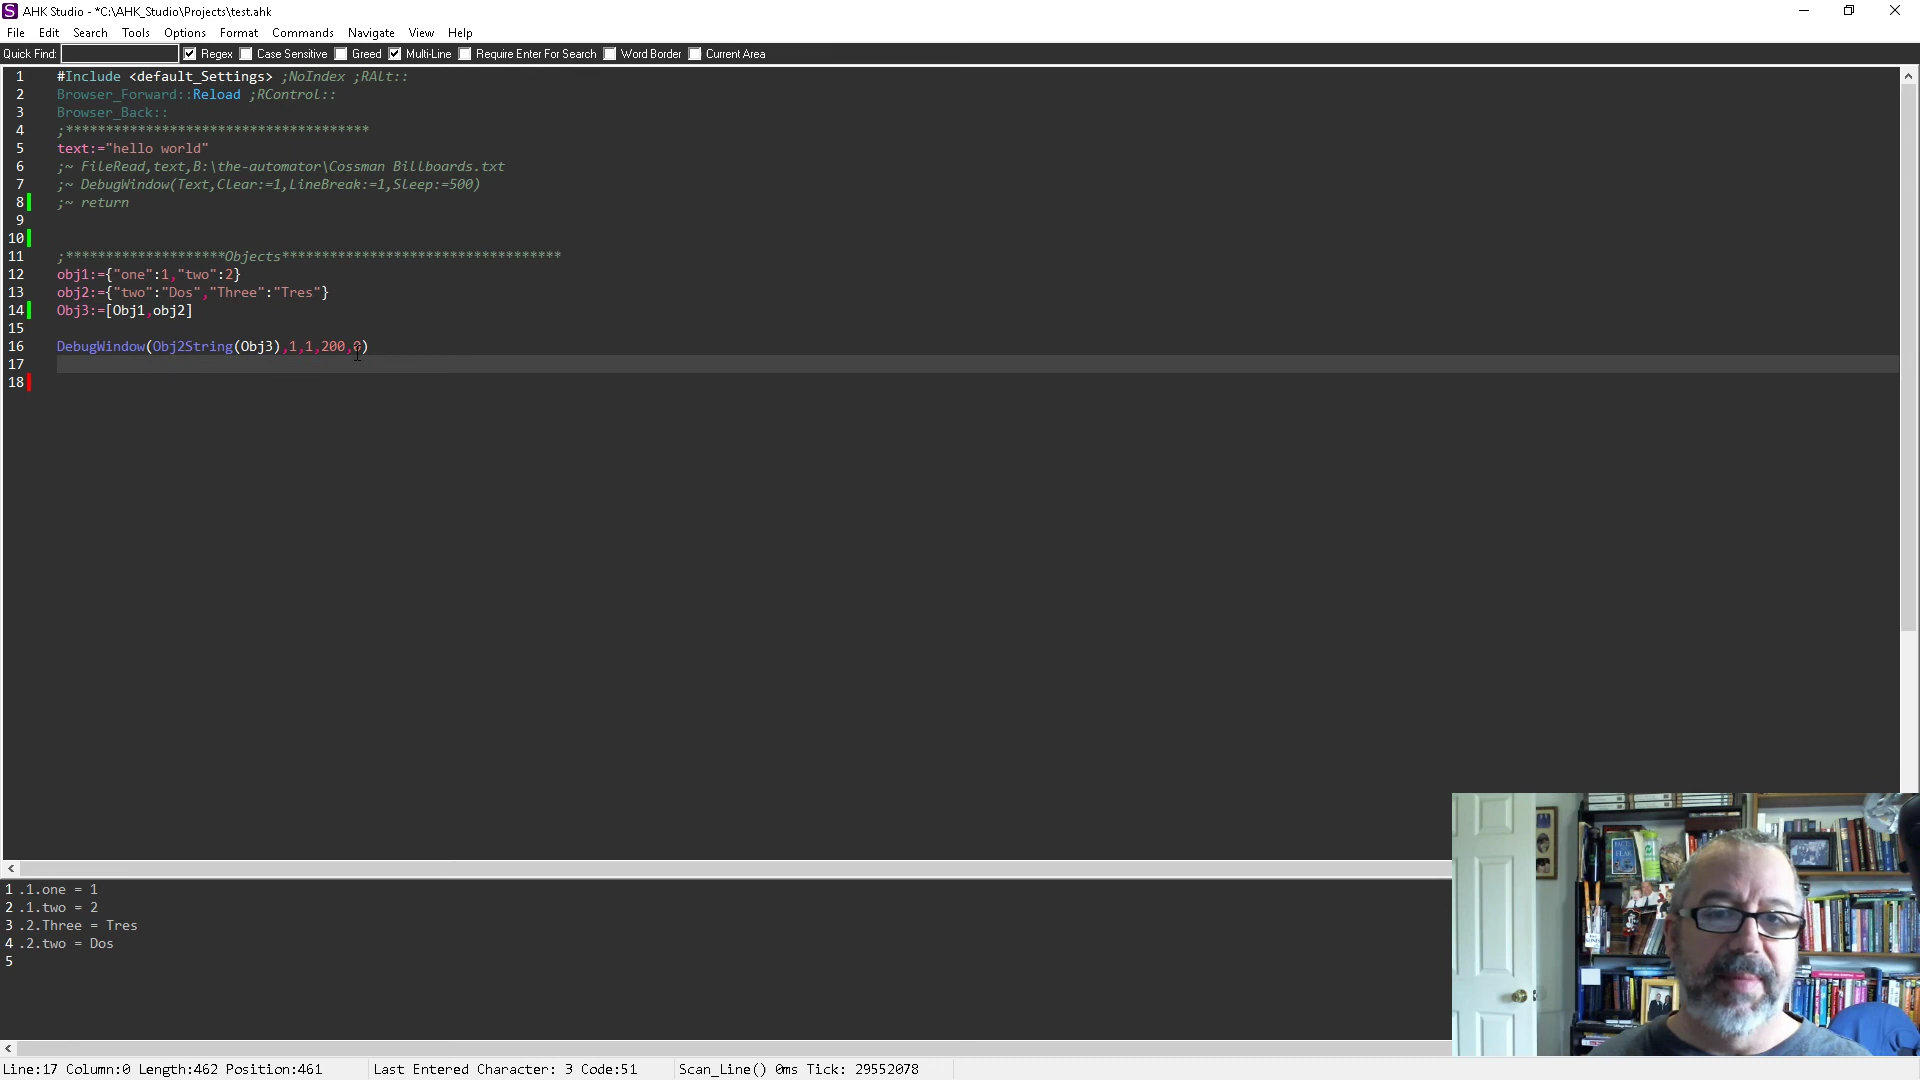 AHK Studio - *C:\AHK_Studio\Projects\test.ahk
File Edit Search Tools Options Format Commands Navigate View Help
Quick Find: Regex Case Sensitive Greed Multi-Line Require Enter For Search Word Border Current Area
1 #Include <default_Settings> ;NoIndex ;RAlt::
2 Browser_Forward::Reload ;RControl::
3 Browser_Back::
4 ;**************************************
5 text:="hello world"
6 ;~ FileRead,text,B:\the-automator\Cossman Billboards.txt
7 ;~ DebugWindow(Text,Clear:=1,LineBreak:=1,Sleep:=500)
8 ;~ return
9
10
11 ;********************Objects***********************************
12 obj1:={"one":1,"two":2}
13 obj2:={"two":"Dos","Three":"Tres"}
14 Obj3:=[Obj1,obj2]
15
16 DebugWindow(Obj2String(Obj3),1,1,200,0)
17
18
1 .1.one = 1
2 .1.two = 2
3 .2.Three = Tres
4 .2.two = Dos
5
Line:17 Column:0 Length:462 Position:461 Last Entered Character: 3 Code:51 Scan_Line() 0ms Tick: 29552078